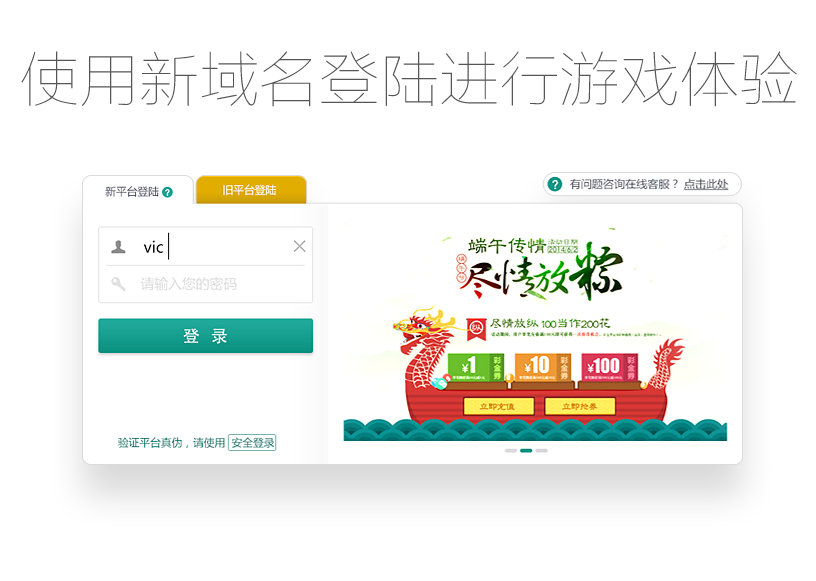 使用新域名登陆进行游戏体验
新平台登陆 ?
旧平台登陆
? 有问题咨询在线客服？ 点击此处
vic
请输入您的密码
登 录
验证平台真伪，请使用 安全登录
端午传情 活动日期 2014/6/2
尽情放粽
尽情放纵 100当作200花
¥1 彩金券
¥10 彩金券
¥100 彩金券
立即充值
立即抢券